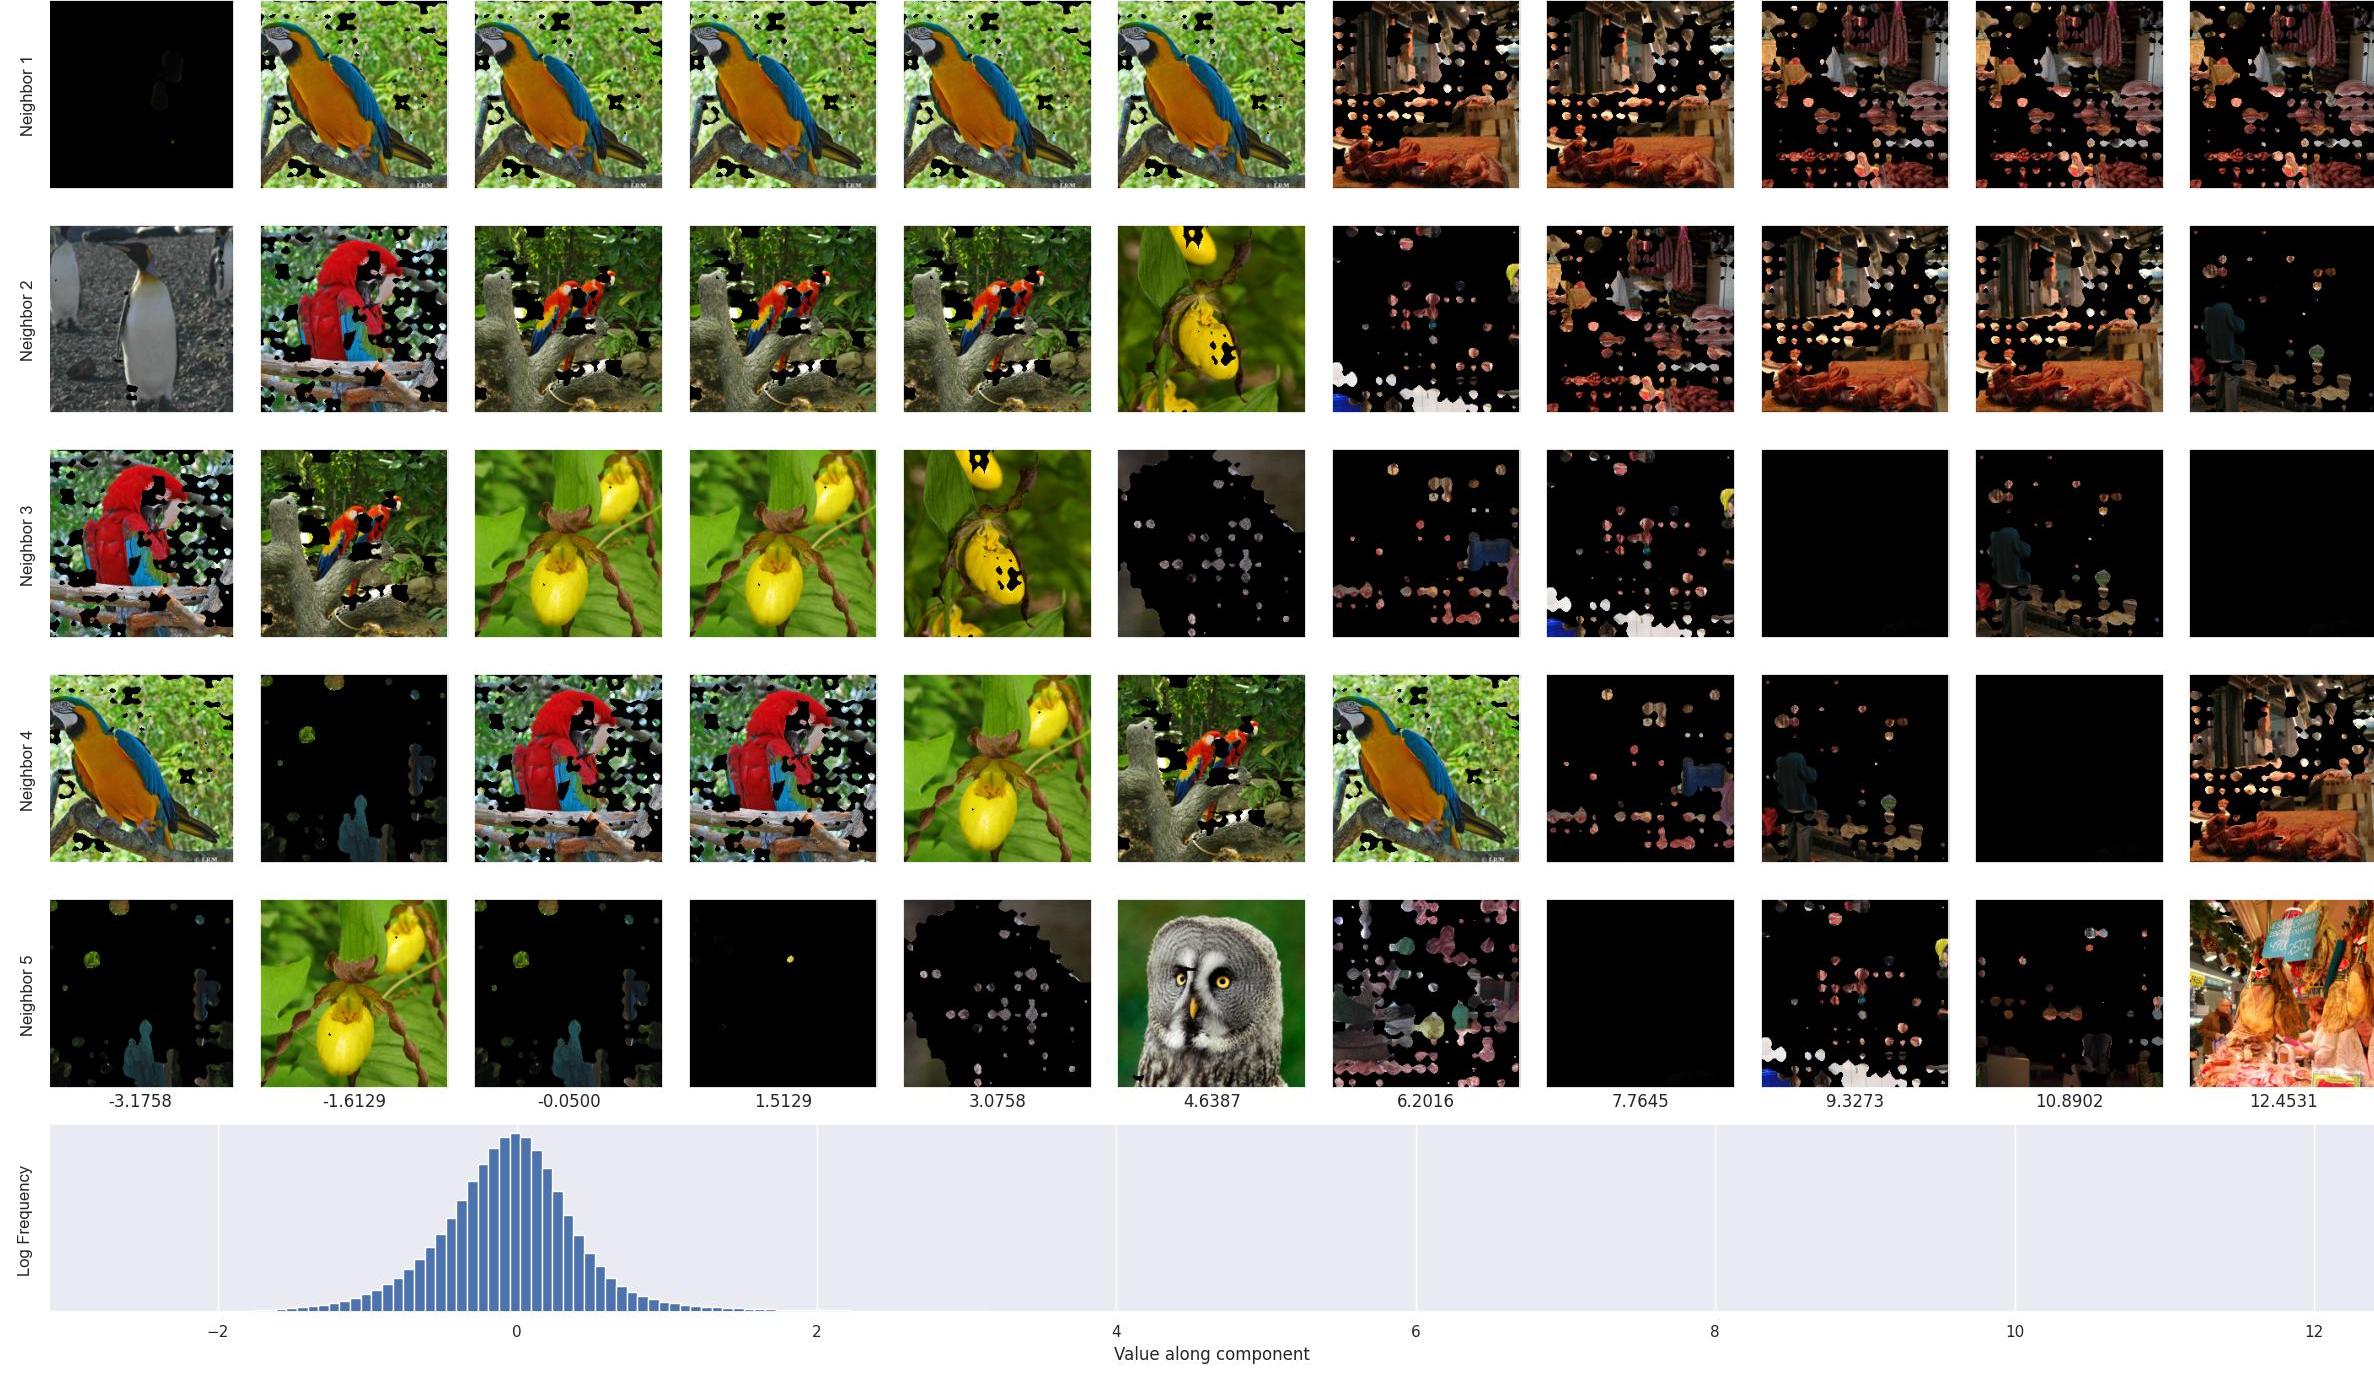 Neighbor 1
Neighbor 2
Neighbor 3
Neighbor 4
Neighbor 5
-3.1758 -1.6129 -0.0500 1.5129 3.0758 4.6387 6.2016 7.7645 9.3273 10.8902 12.4531
Log Frequency
−2 0 2 4 6 8 10 12
Value along component